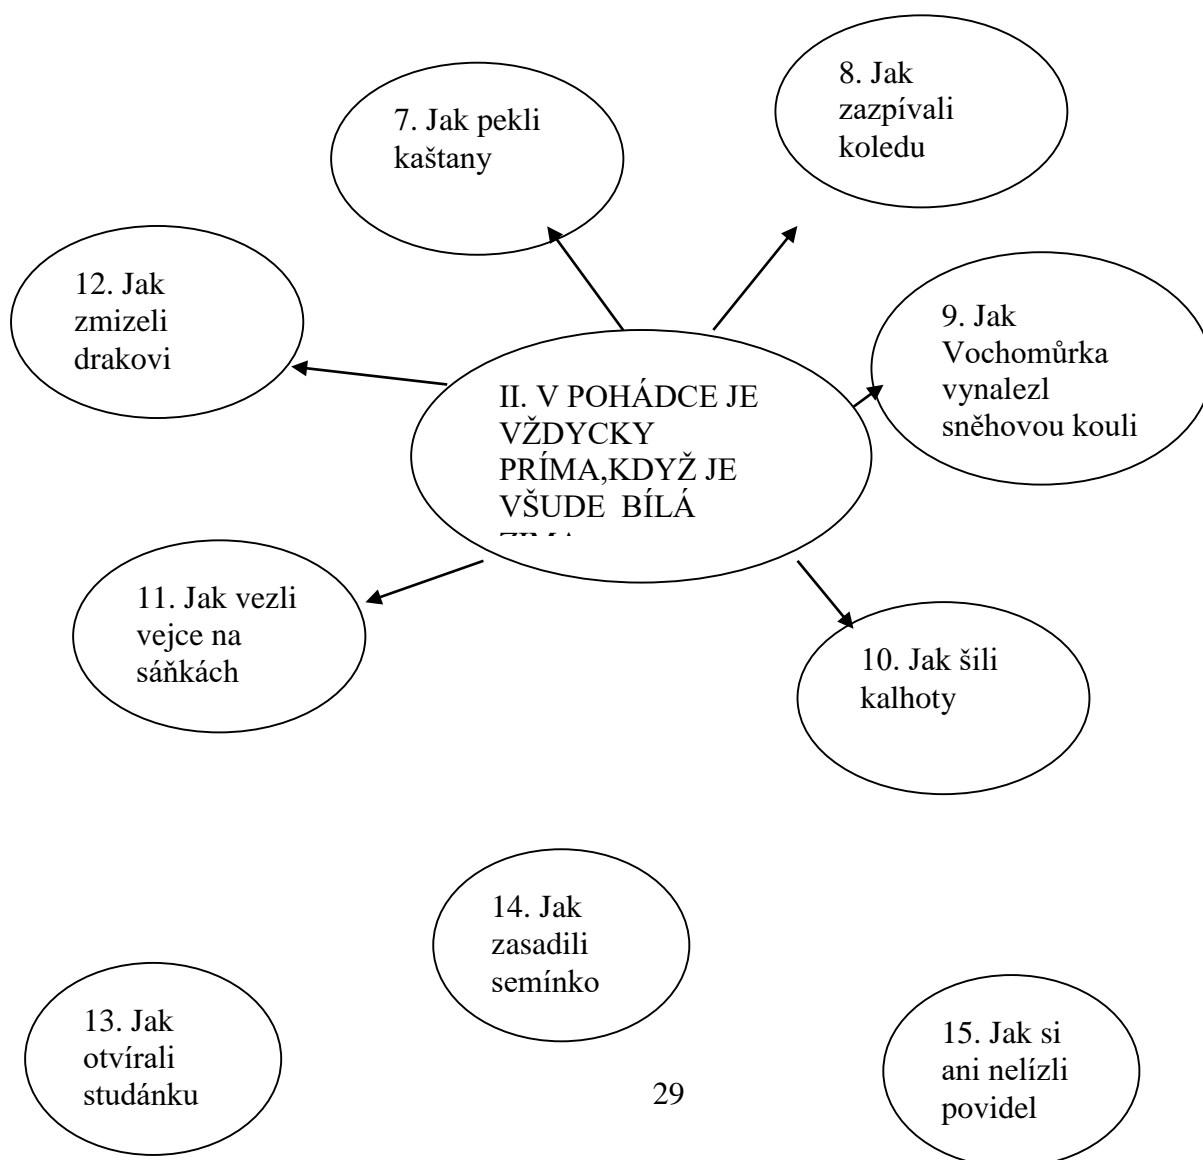 7. Jak pekli
kaštany
8. Jak
zazpívali
koledu
12. Jak
zmizeli
drakovi
9. Jak
Vochomůrka
vynalezl
sněhovou kouli
II. V POHÁDCE JE
VŽDYCKY
PRÍMA,KDYŽ JE
VŠUDE  BÍLÁ
11. Jak vezli
vejce na
sáňkách
10. Jak šili
kalhoty
14. Jak
zasadili
semínko
13. Jak
otvírali
studánku
15. Jak si
ani nelízli
povidel
29